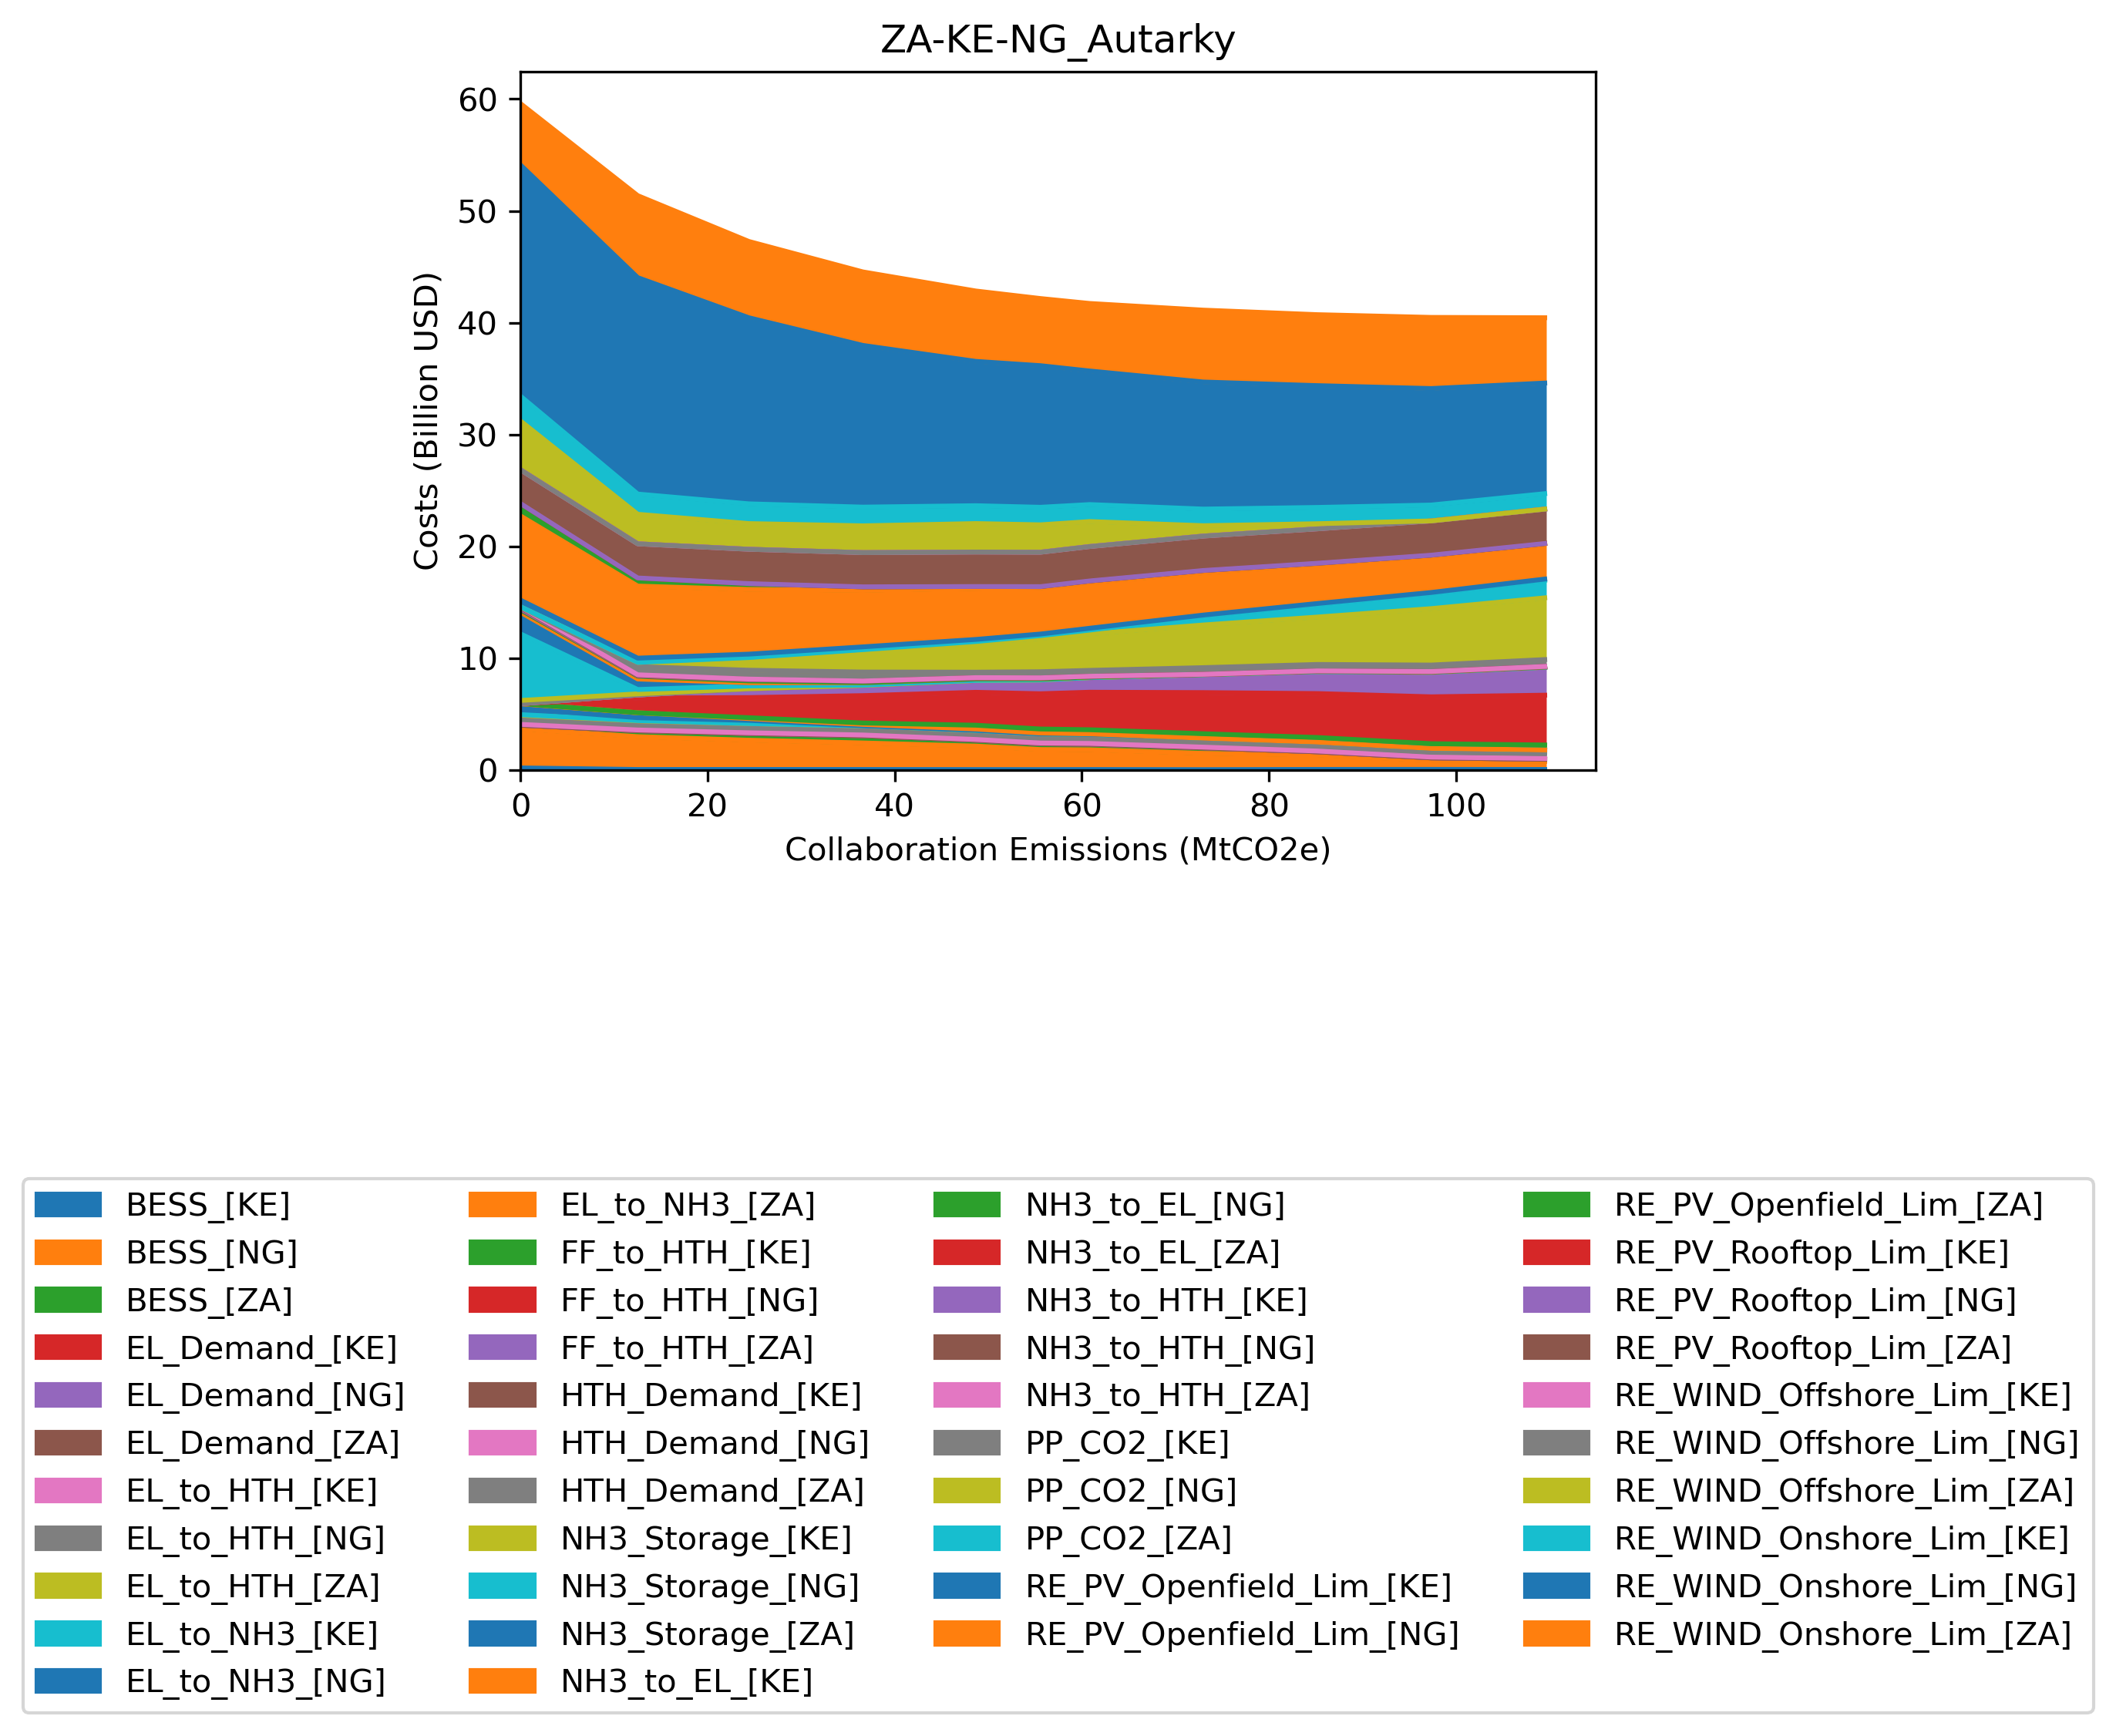 ZA-KE-NG_Autarky
60
50
40
30
20
10
0
Costs (Billion USD)
0 20 40 60 80 100
Collaboration Emissions (MtCO2e)
BESS_[KE]
BESS_[NG]
BESS_[ZA]
EL_Demand_[KE]
EL_Demand_[NG]
EL_Demand_[ZA]
EL_to_HTH_[KE]
EL_to_HTH_[NG]
EL_to_HTH_[ZA]
EL_to_NH3_[KE]
EL_to_NH3_[NG]
EL_to_NH3_[ZA]
FF_to_HTH_[KE]
FF_to_HTH_[NG]
FF_to_HTH_[ZA]
HTH_Demand_[KE]
HTH_Demand_[NG]
HTH_Demand_[ZA]
NH3_Storage_[KE]
NH3_Storage_[NG]
NH3_Storage_[ZA]
NH3_to_EL_[KE]
NH3_to_EL_[NG]
NH3_to_EL_[ZA]
NH3_to_HTH_[KE]
NH3_to_HTH_[NG]
NH3_to_HTH_[ZA]
PP_CO2_[KE]
PP_CO2_[NG]
PP_CO2_[ZA]
RE_PV_Openfield_Lim_[KE]
RE_PV_Openfield_Lim_[NG]
RE_PV_Openfield_Lim_[ZA]
RE_PV_Rooftop_Lim_[KE]
RE_PV_Rooftop_Lim_[NG]
RE_PV_Rooftop_Lim_[ZA]
RE_WIND_Offshore_Lim_[KE]
RE_WIND_Offshore_Lim_[NG]
RE_WIND_Offshore_Lim_[ZA]
RE_WIND_Onshore_Lim_[KE]
RE_WIND_Onshore_Lim_[NG]
RE_WIND_Onshore_Lim_[ZA]